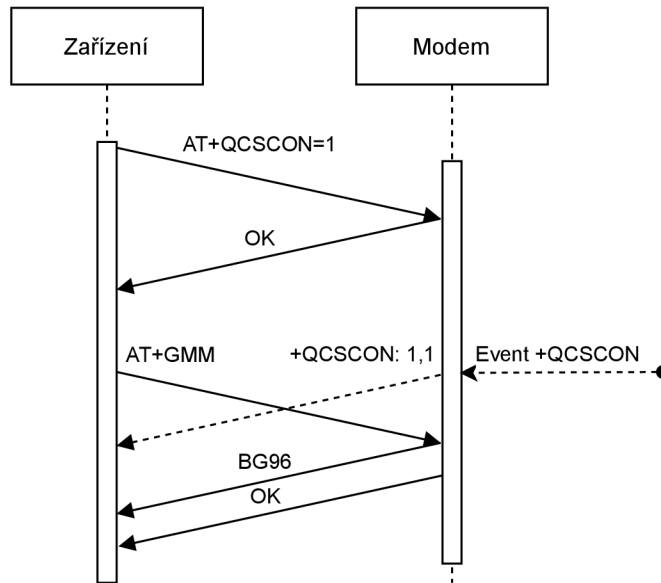 Zařízení
Modem
AT+QCSCON=1
OK
AT+GMM
+QCSCON: 1,1
Event +QCSCON
BG96
OK